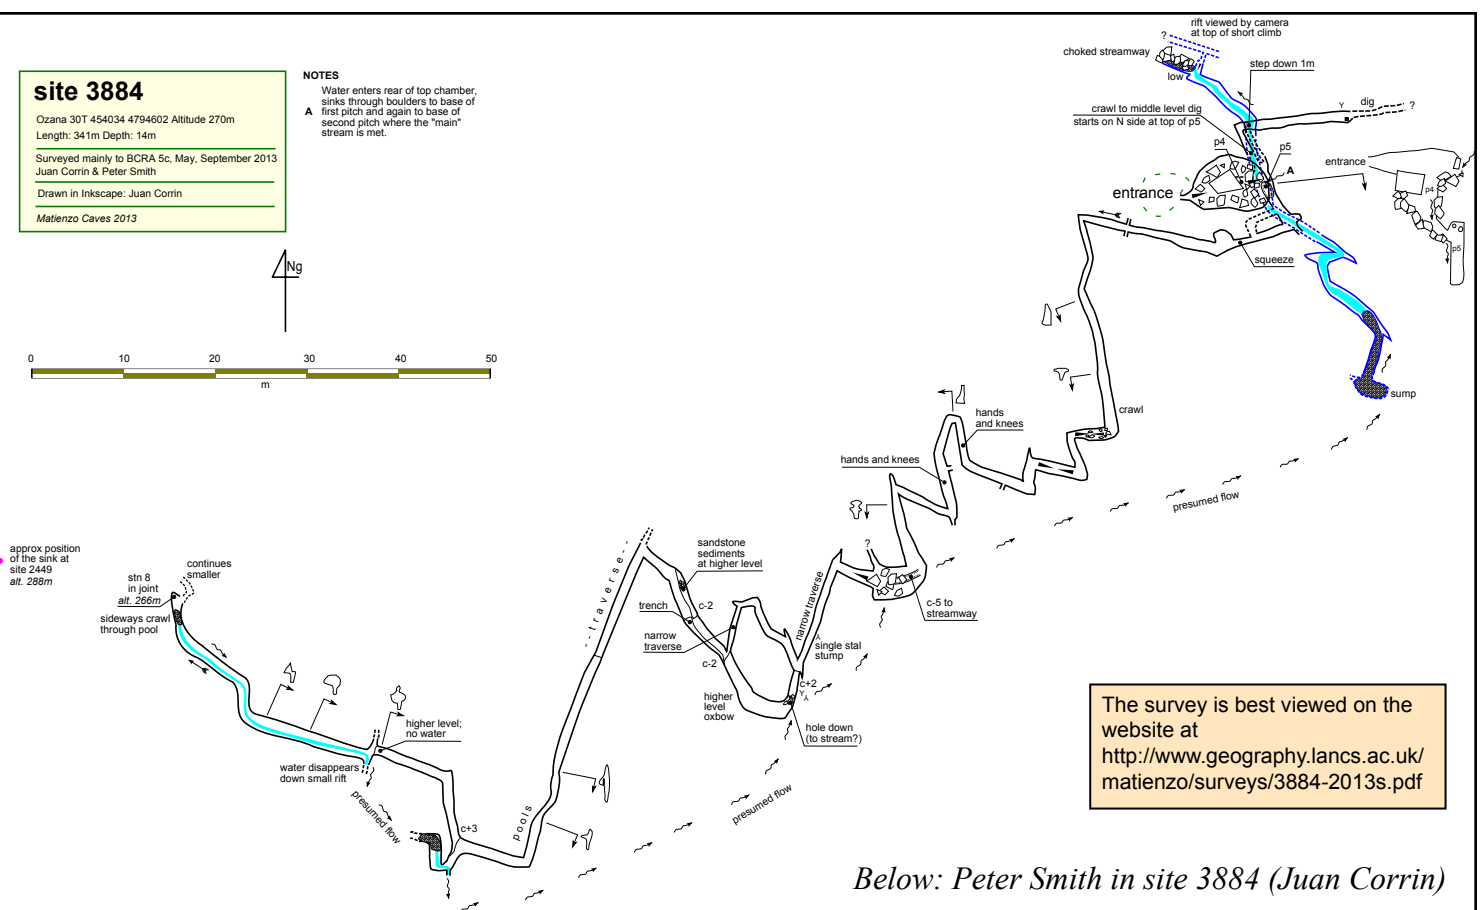 site 3884
Ozana 30T 454034 4794602 Altitude 270m
Length: 341m Depth: 14m
Surveyed mainly to BCRA 5c, May, September 2013
Juan Corrin & Peter Smith
Drawn in Inkscape: Juan Corrin
Matienzo Caves 2013
NOTES
Water enters rear of top chamber,
sinks through boulders to base of
A first pitch and again to base of
second pitch where the "main"
stream is met.
Ng
0 10 20 30 40 50
m
rift viewed by camera
at top of short climb
?
choked streamway
low
step down 1m
crawl to middle level dig
starts on N side at top of p5
Y
dig
?
p4
p5
A
entrance
entrance
p4
p5
squeeze
sump
crawl
hands
and knees
hands and knees
presumed flow
?
c-5 to
streamway
narrow traverse
single stal
stump
sandstone
sediments
at higher level
--traverse--
trench
c-2
narrow
traverse
c-2
higher
level
oxbow
c+2
Y
Y
hole down
(to stream?)
approx position
of the sink at
site 2449
alt. 288m
continues
smaller
stn 8
in joint
alt. 266m
sideways crawl
through pool
higher level;
no water
water disappears
down small rift
presumed flow
c+3
pools
presumed flow
The survey is best viewed on the
website at
http://www.geography.lancs.ac.uk/
matienzo/surveys/3884-2013s.pdf
Below: Peter Smith in site 3884 (Juan Corrin)